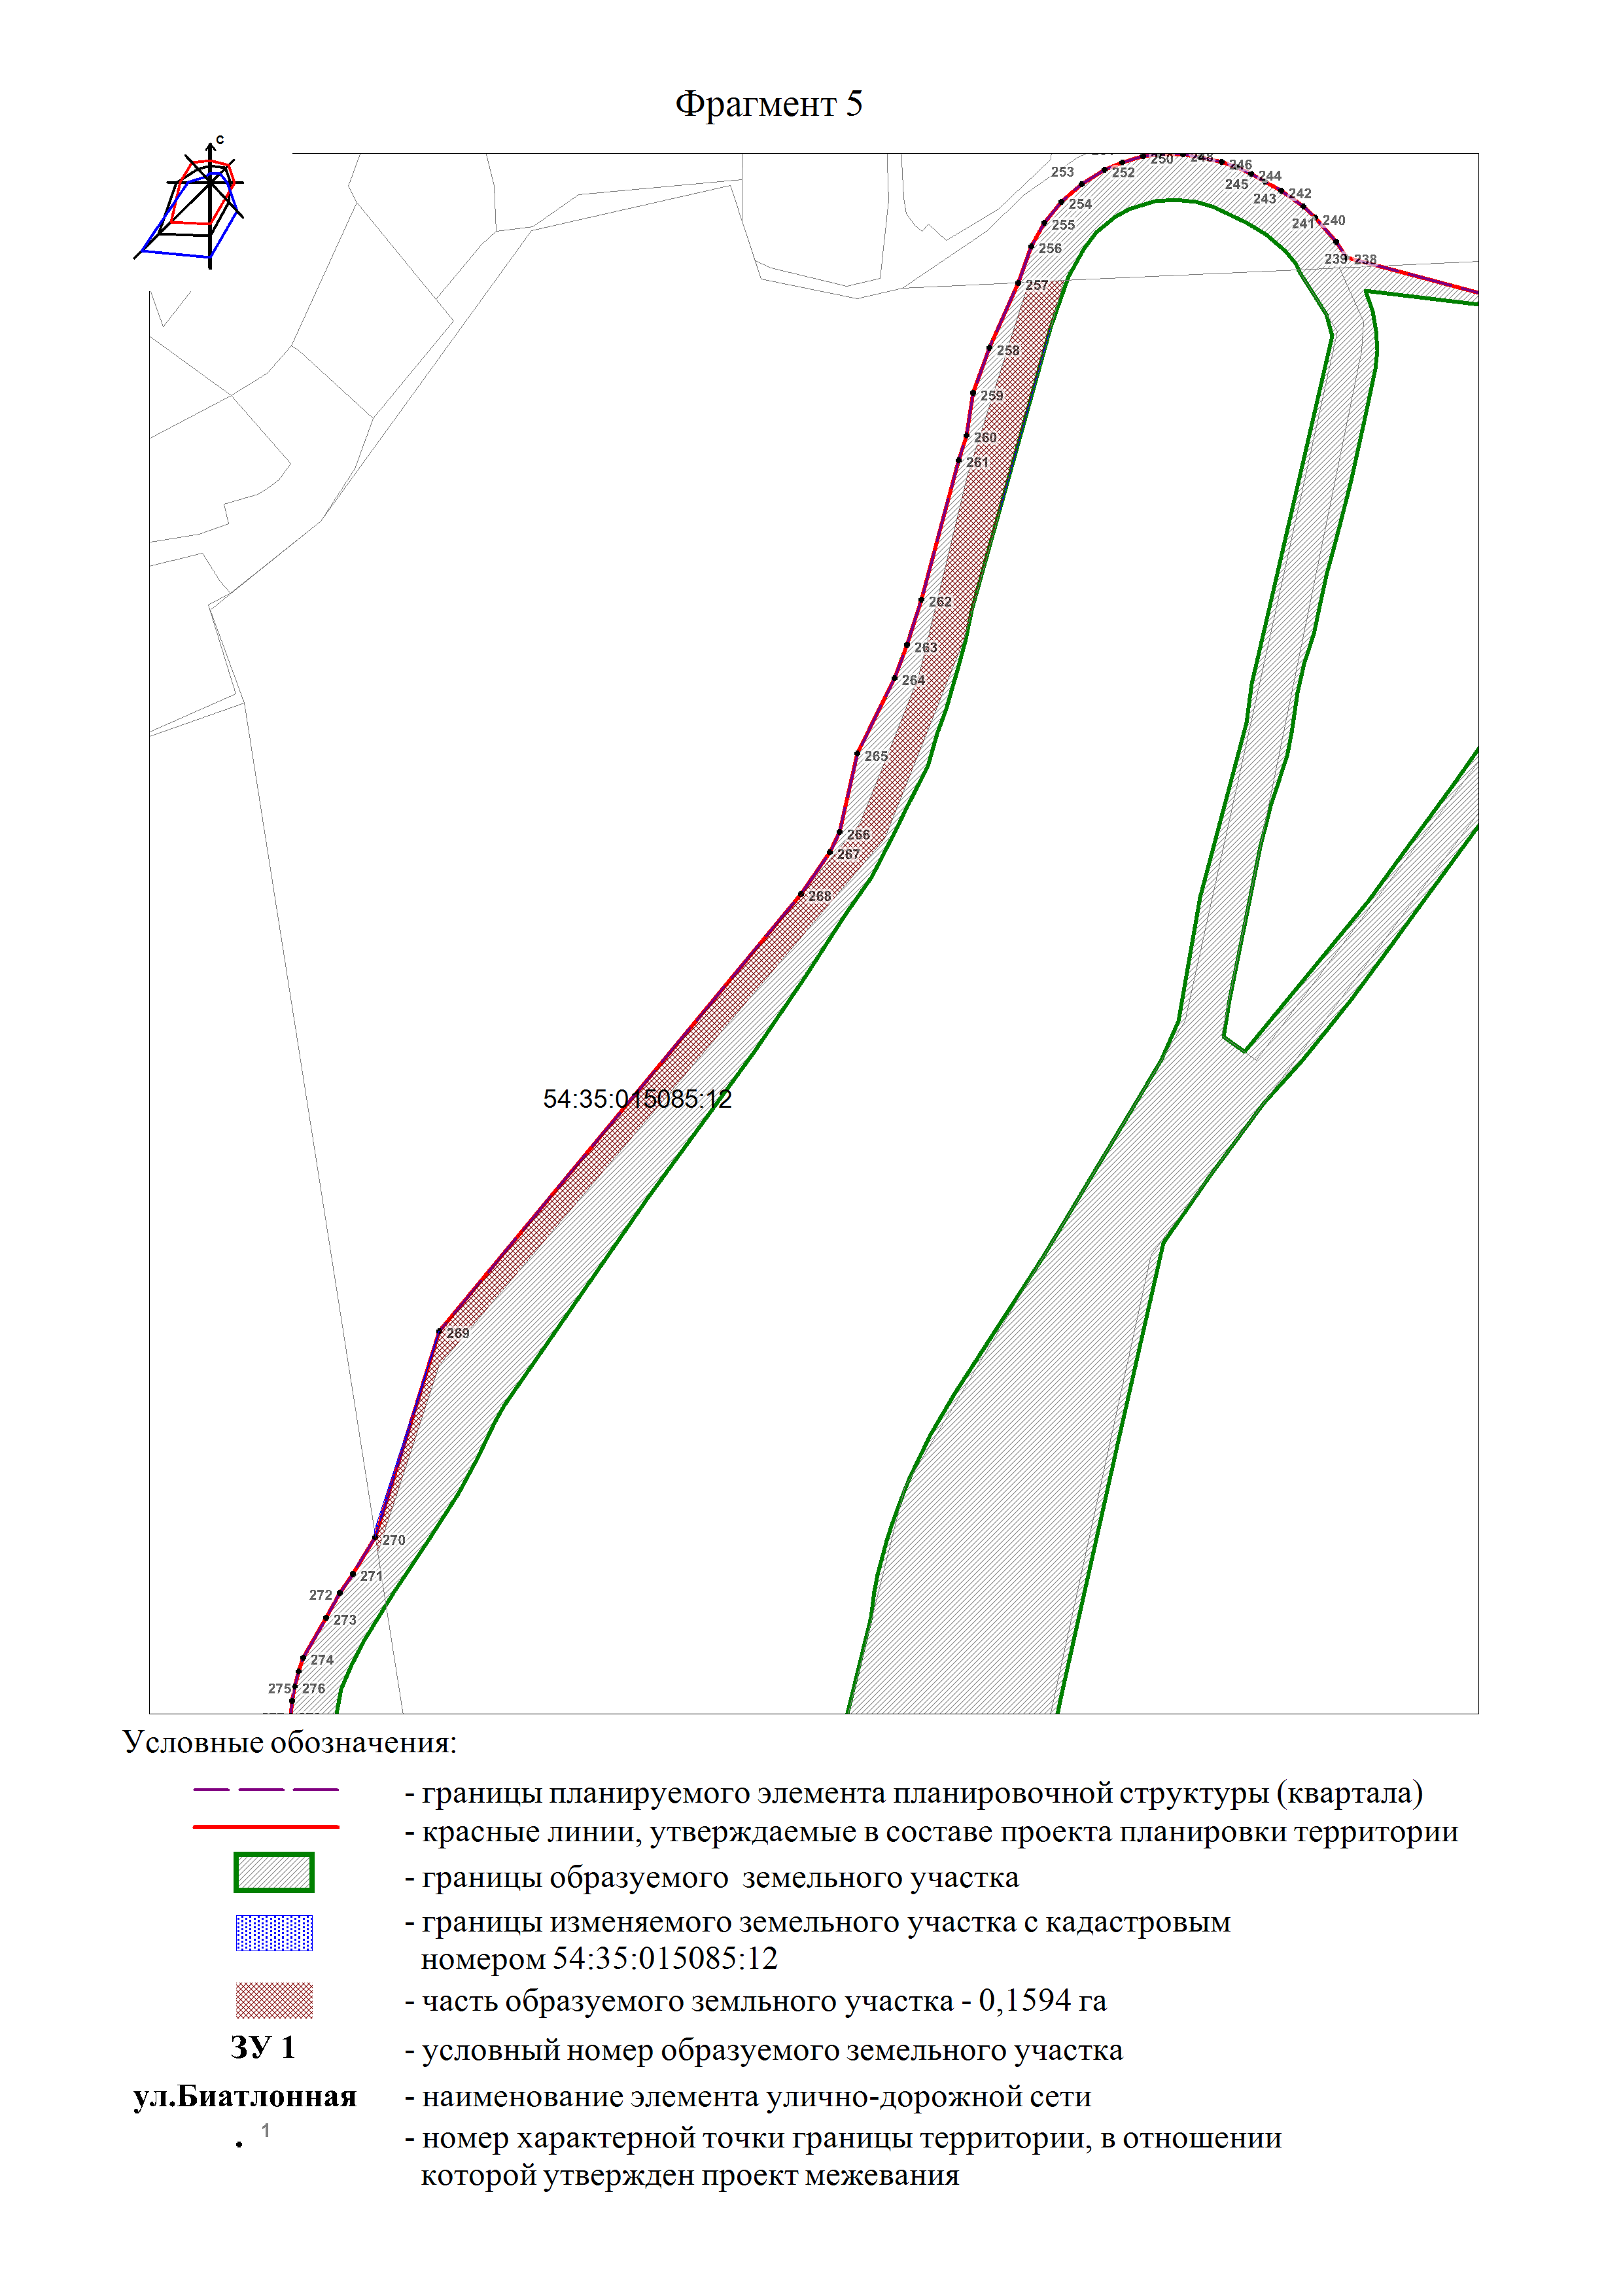 Фрагмент 5
С
250
248
246
253
252
245
244
254
243
242
255
241
240
256
239
238
257
258
259
260
261
262
263
264
265
266
267
268
54:35:015085:12
269
270
271
272
273
274
275
276
Условные обозначения:
- границы планируемого элемента планировочной структуры (квартала)
- красные линии, утверждаемые в составе проекта планировки территории
- границы образуемого земельного участка
- границы изменяемого земельного участка с кадастровым
номером 54:35:015085:12
- часть образуемого землього участка - 0,1594 га
ЗУ 1 - условный номер образуемого земельного участка
ул.Биатлонная - наименование элемента улично-дорожной сети
1
- номер характерной точки границы территории, в отношении
которой утвержден проект межевания